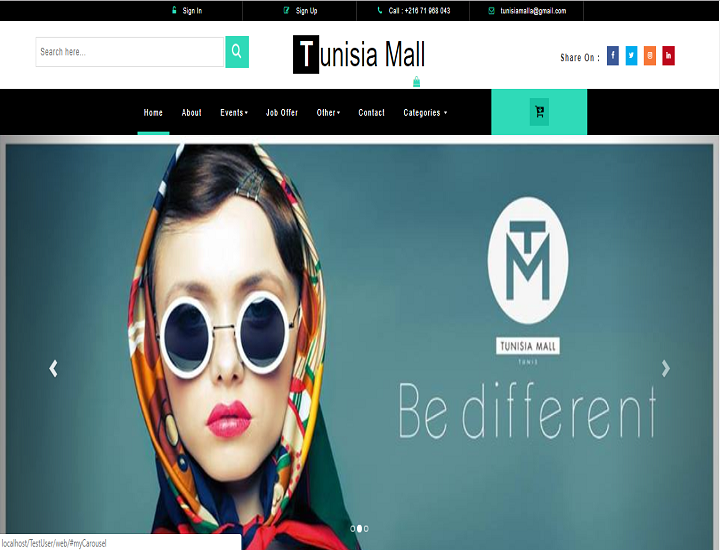 Sign In
Sign Up
Call : +216 71 968 043
tunisiamalla@gmail.com
Search here...
Tunisia Mall
Share On :
Home
About
Events
Job Offer
Other
Contact
Categories
TM
TUNISIA MALL
TUNIS
Be different
localhost/TestUser/web/#myCarousel